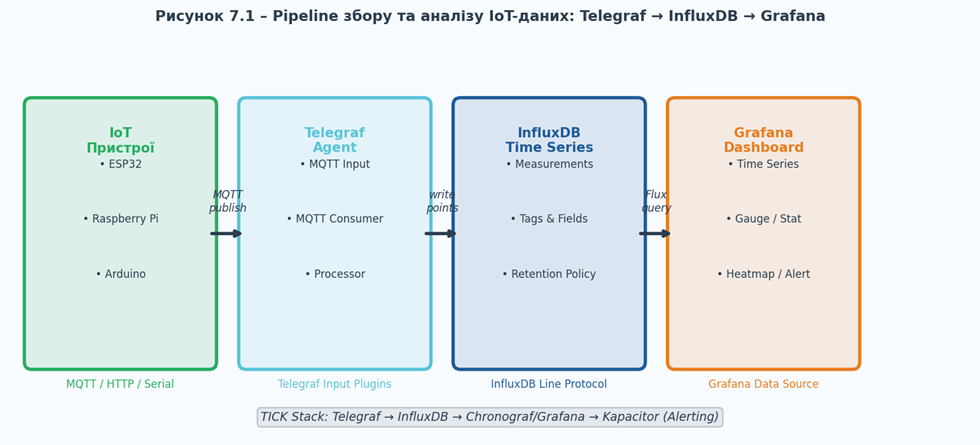 Рисунок 7.1 – Pipeline збору та аналізу IoT-даних: Telegraf → InfluxDB → Grafana
IoT
Пристрої
• ESP32
• Raspberry Pi
• Arduino
MQTT / HTTP / Serial
MQTT
publish
Telegraf
Agent
• MQTT Input
• MQTT Consumer
• Processor
Telegraf Input Plugins
write
points
InfluxDB
Time Series
• Measurements
• Tags & Fields
• Retention Policy
InfluxDB Line Protocol
Flux
query
Grafana
Dashboard
• Time Series
• Gauge / Stat
• Heatmap / Alert
Grafana Data Source
TICK Stack: Telegraf → InfluxDB → Chronograf/Grafana → Kapacitor (Alerting)